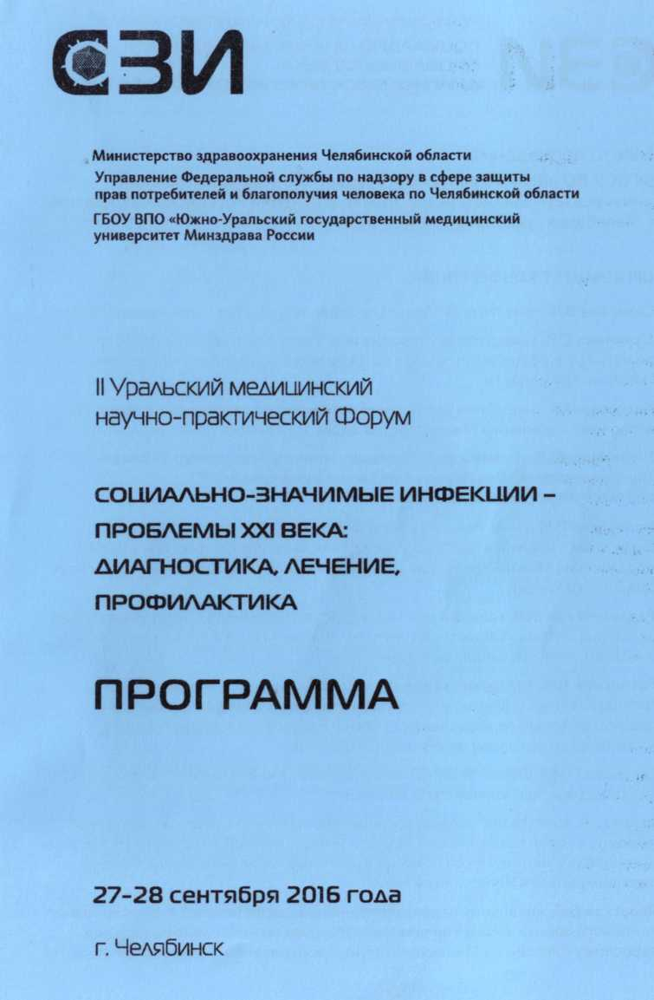 СЗИ
Министерство здравоохранения Челябинской области
Управление Федеральной службы по надзору в сфере защиты
прав потребителей и благополучия человека по Челябинской области
ГБОУ ВПО «Южно-Уральский государственный медицинский
университет Минздрава России
II Уральский медицинский
научно-практический Форум
СОЦИАЛЬНО-ЗНАЧИМЫЕ ИНФЕКЦИИ –
ПРОБЛЕМЫ XXI ВЕКА:
ДИАГНОСТИКА, ЛЕЧЕНИЕ,
ПРОФИЛАКТИКА
ПРОГРАММА
27-28 сентября 2016 года
г. Челябинск